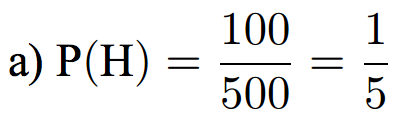 a) P(H) = 100/500 = 1/5